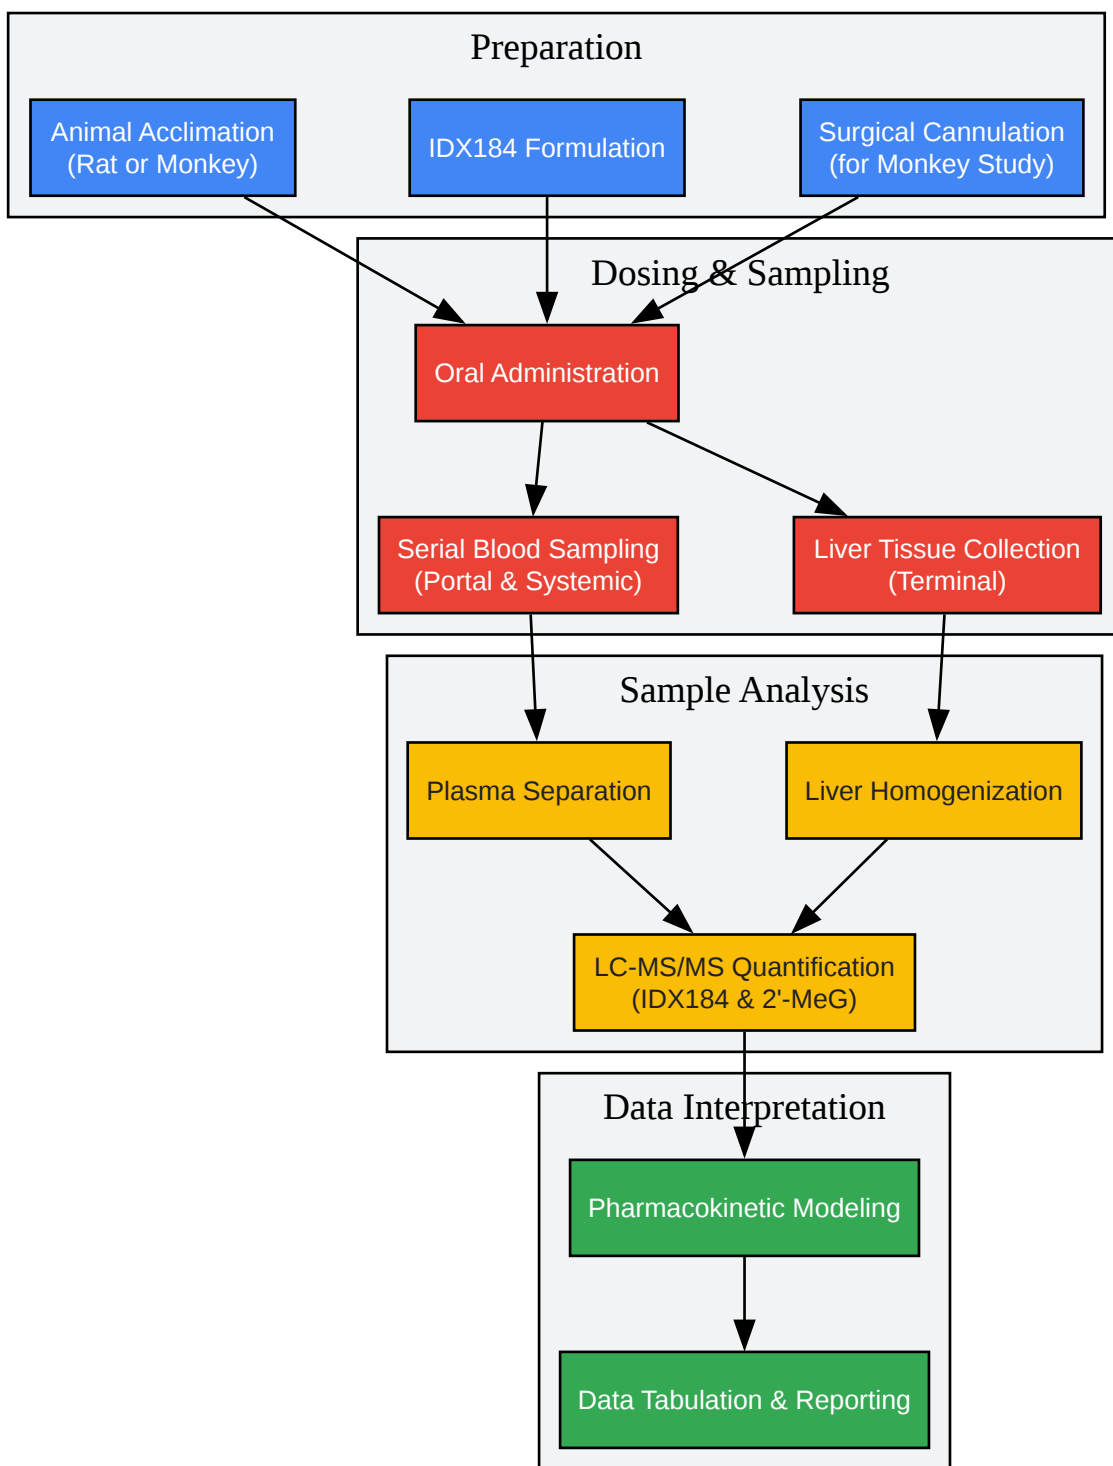 Preparation
Animal Acclimation
(Rat or Monkey)
IDX184 Formulation
Surgical Cannulation
(for Monkey Study)
Dosing & Sampling
Oral Administration
Serial Blood Sampling
(Portal & Systemic)
Liver Tissue Collection
(Terminal)
Sample Analysis
Plasma Separation
Liver Homogenization
LC-MS/MS Quantification
(IDX184 & 2'-MeG)
Data Interpretation
Pharmacokinetic Modeling
Data Tabulation & Reporting